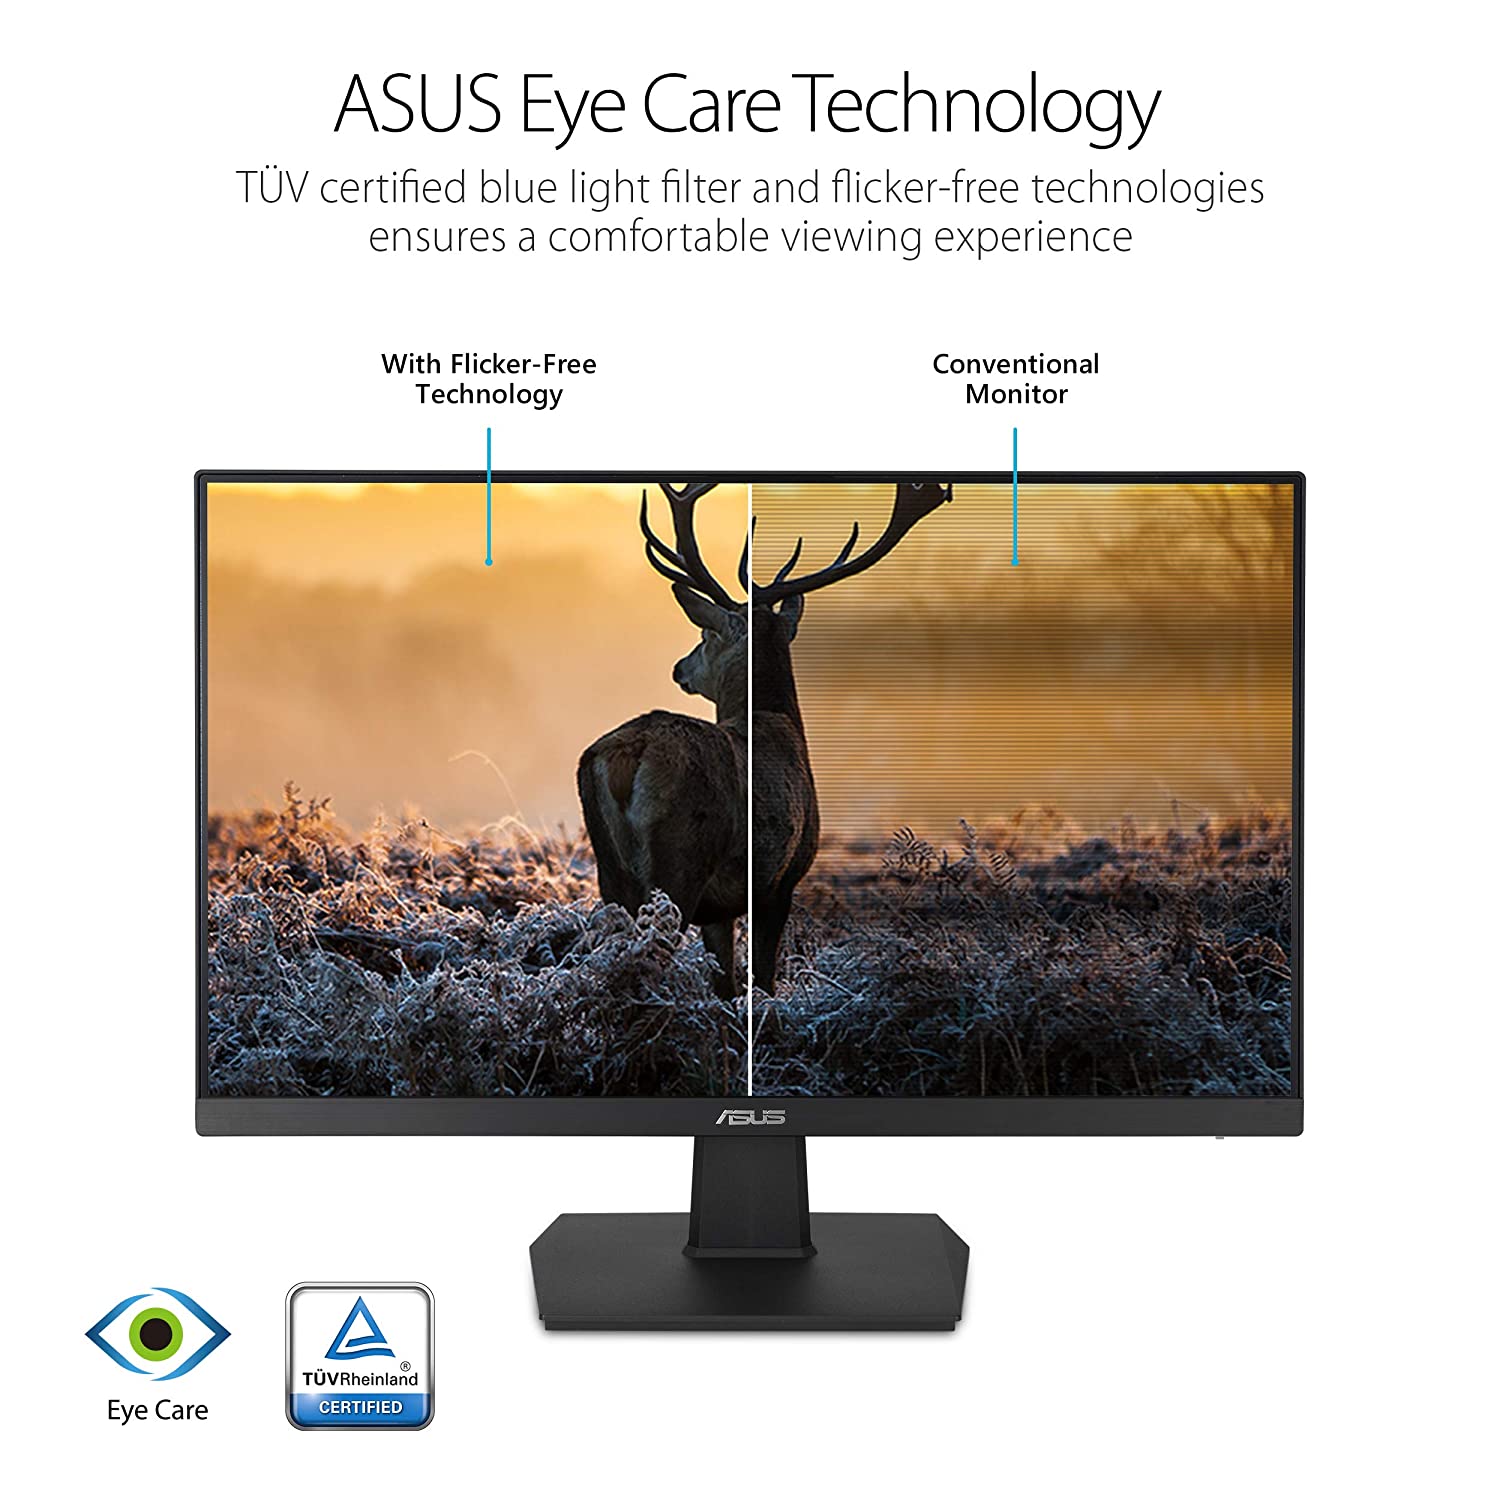 ASUS Eye Care Technology
TÜV certified blue light filter and flicker-free technologies
ensures a comfortable viewing experience
With Flicker-Free
Technology
Conventional
Monitor
ASUS
Eye Care
®
TÜVRheinland
CERTIFIED